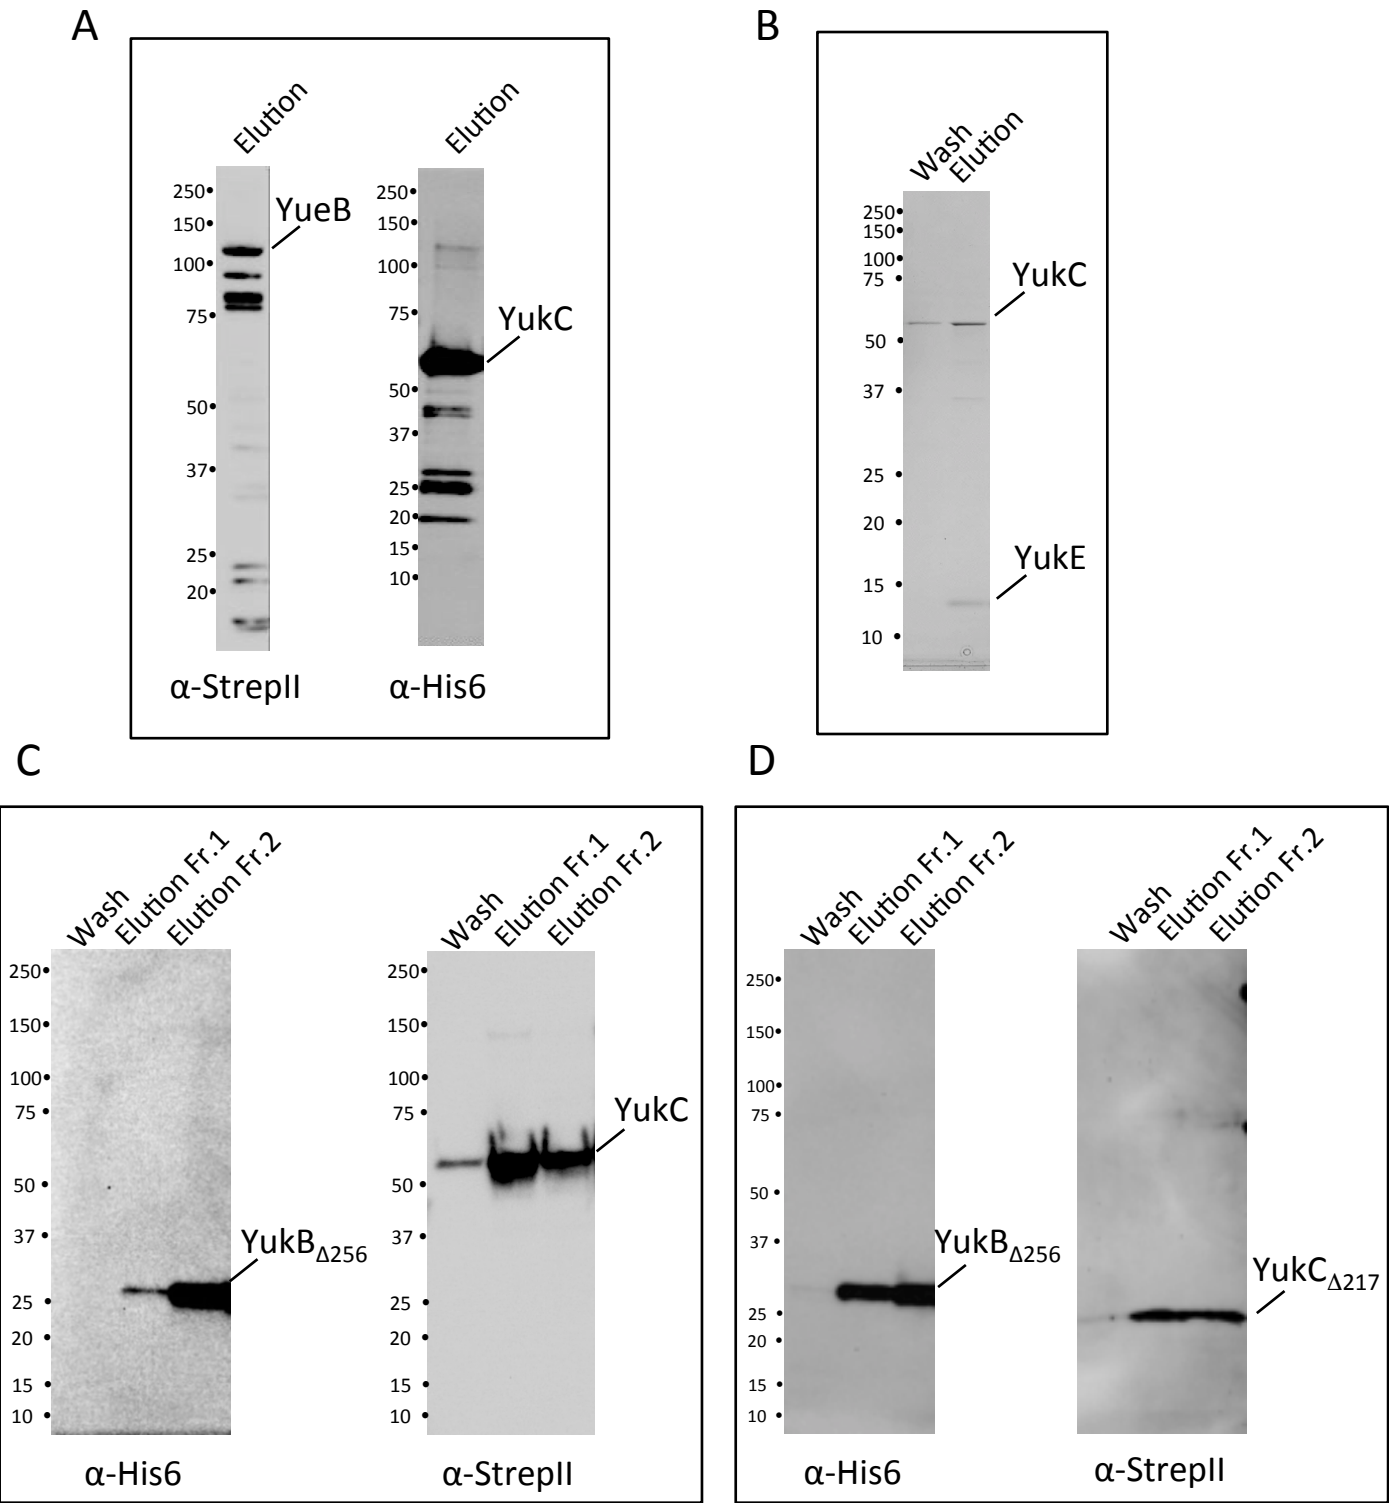 A
Elution
Elution
250
150
100
75
50
37
25
20
YueB
250
150
100
75
50
37
25
20
15
10
YukC
α-StrepII
α-His6
B
Wash
Elution
250
150
100
75
50
37
25
20
15
10
YukC
YukE
C
Wash
Elution Fr.1
Elution Fr.2
250
150
100
75
50
37
25
20
15
10
YukBΔ256
α-His6
Wash
Elution Fr.1
Elution Fr.2
250
150
100
75
50
37
25
20
15
10
YukC
α-StrepII
D
Wash
Elution Fr.1
Elution Fr.2
250
150
100
75
50
37
25
20
15
10
YukBΔ256
α-His6
Wash
Elution Fr.1
Elution Fr.2
YukCΔ217
α-StrepII